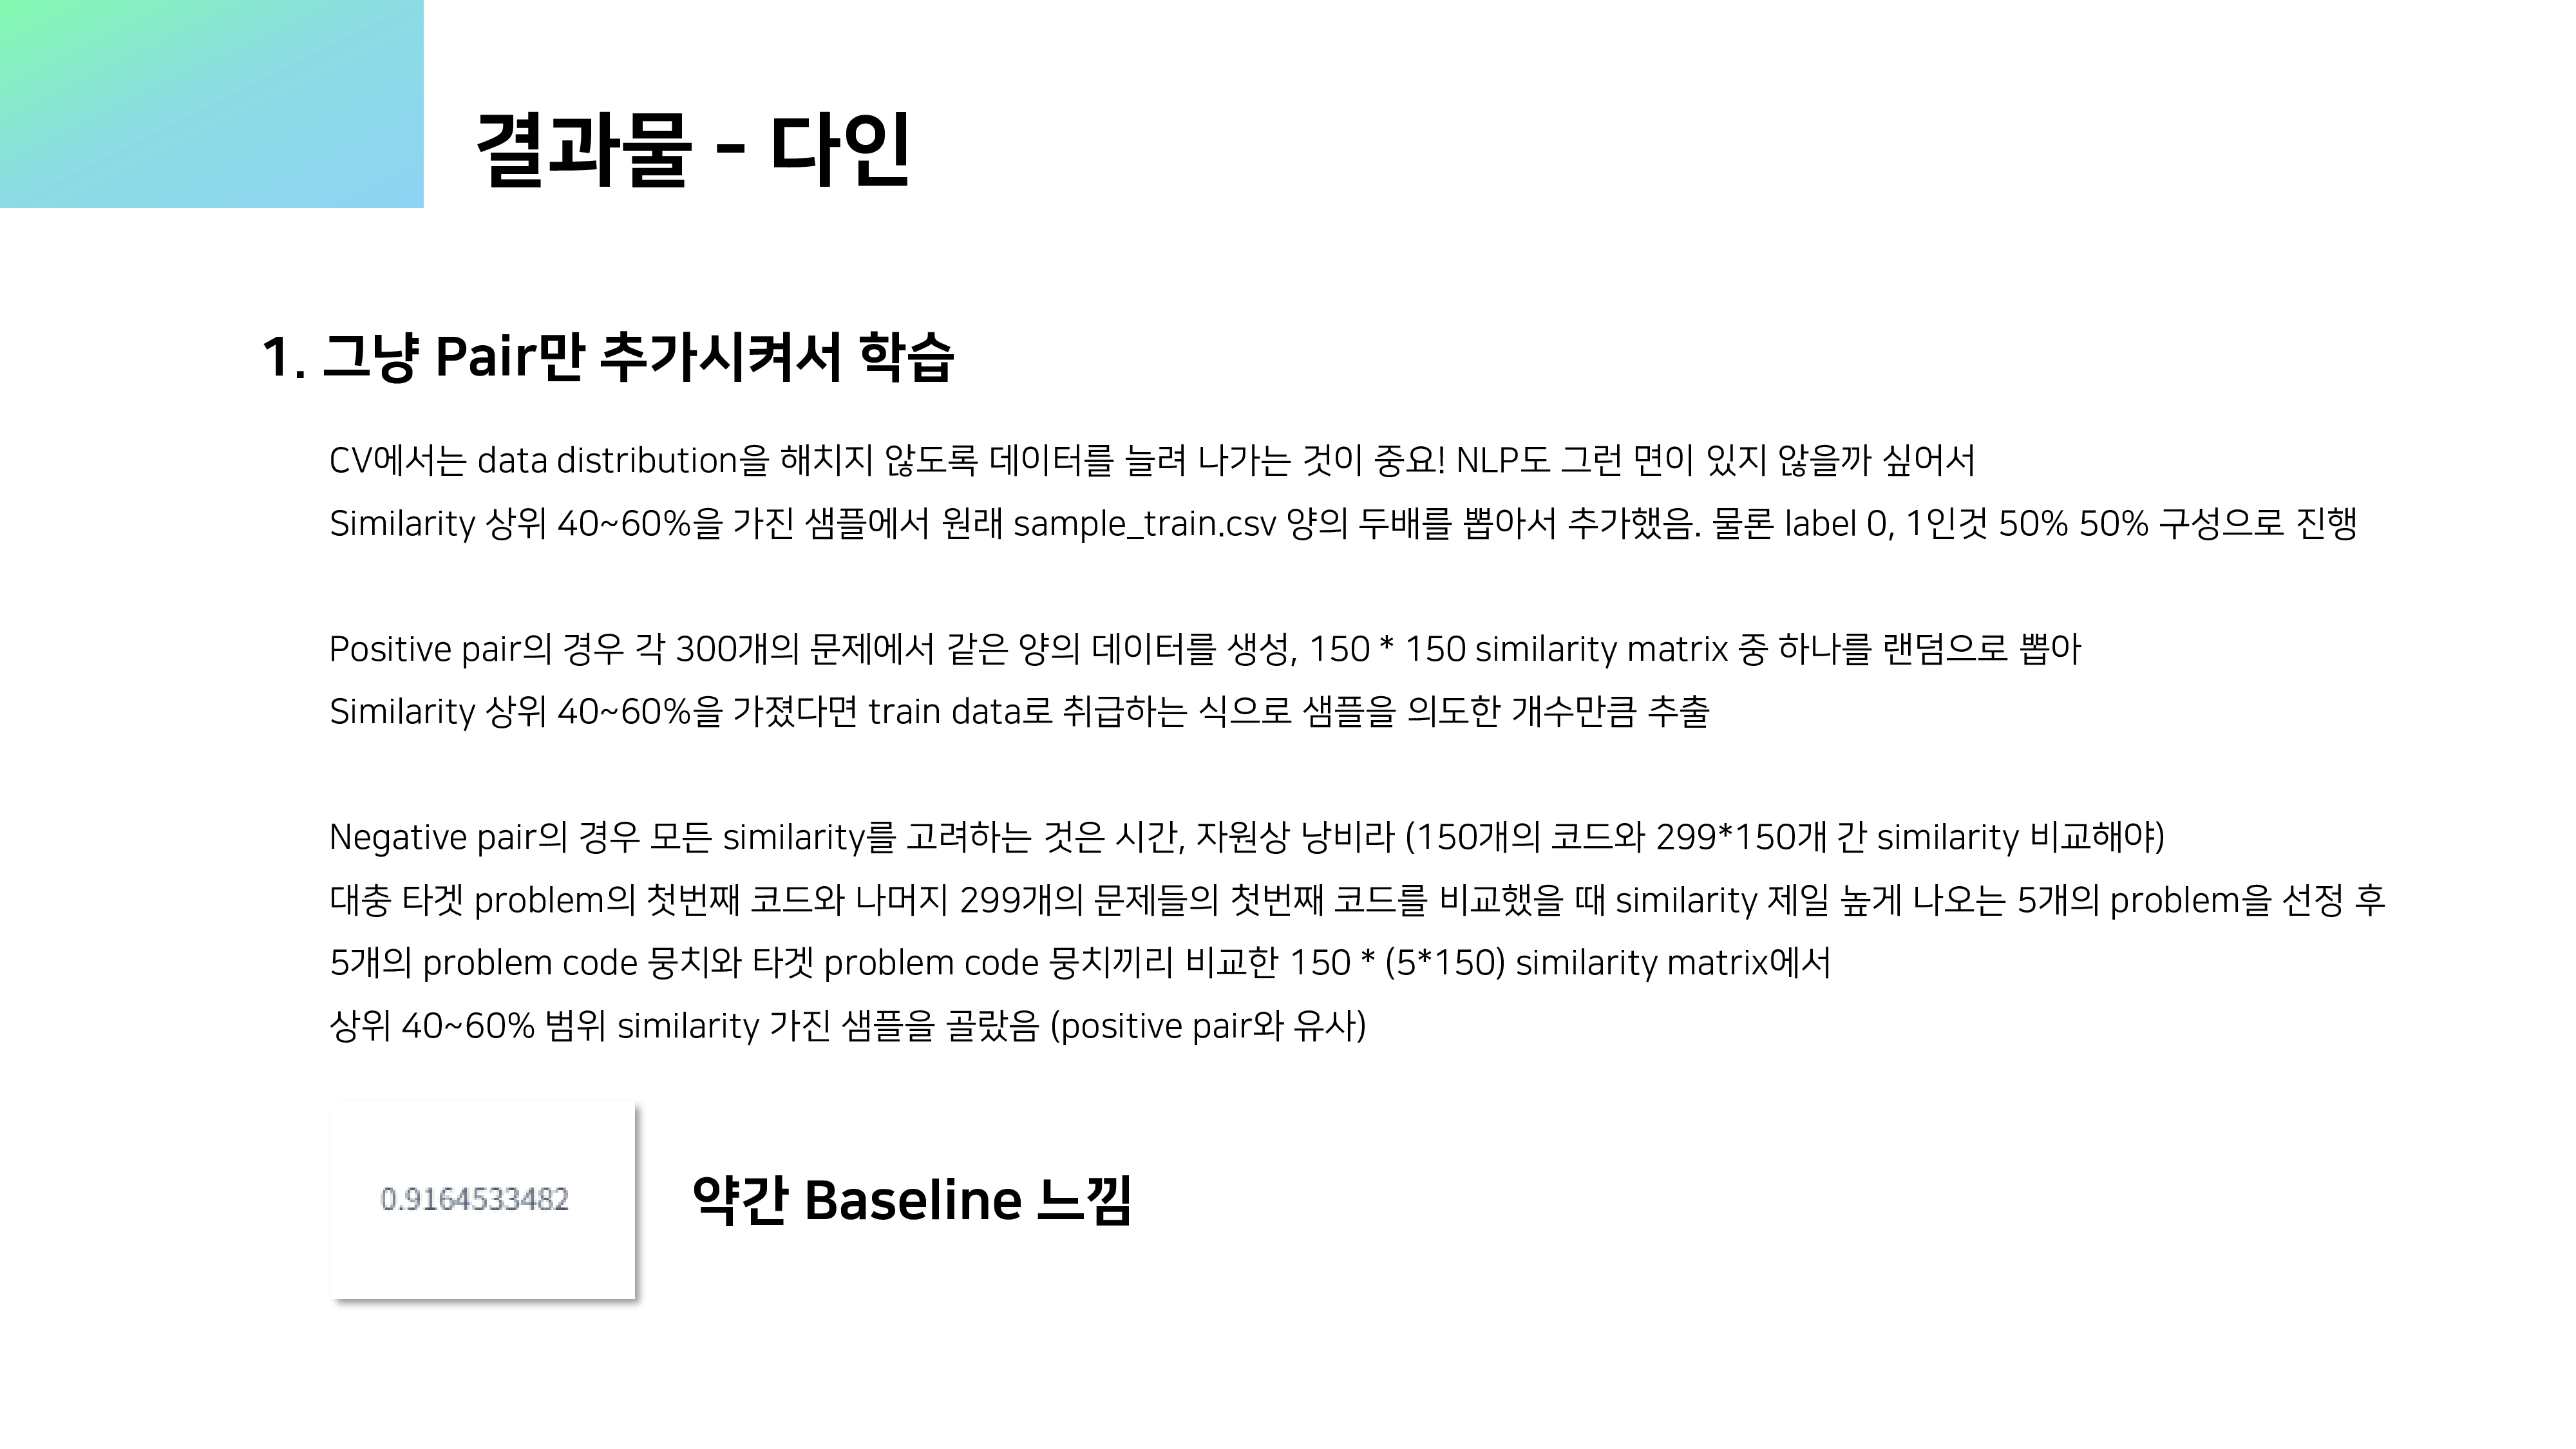 결과물 - 다인
1. 그냥 Pair만 추가시켜서 학습
CV에서는 data distribution을 해치지 않도록 데이터를 늘려 나가는 것이 중요! NLP도 그런 면이 있지 않을까 싶어서
Similarity 상위 40~60%을 가진 샘플에서 원래 sample_train.csv 양의 두배를 뽑아서 추가했음. 물론 label 0, 1인것 50% 50% 구성으로 진행
Positive pair의 경우 각 300개의 문제에서 같은 양의 데이터를 생성, 150 * 150 similarity matrix 중 하나를 랜덤으로 뽑아
Similarity 상위 40~60%을 가졌다면 train data로 취급하는 식으로 샘플을 의도한 개수만큼 추출
Negative pair의 경우 모든 similarity를 고려하는 것은 시간, 자원상 낭비라 (150개의 코드와 299*150개 간 similarity 비교해야)
대충 타겟 problem의 첫번째 코드와 나머지 299개의 문제들의 첫번째 코드를 비교했을 때 similarity 제일 높게 나오는 5개의 problem을 선정 후
5개의 problem code 뭉치와 타겟 problem code 뭉치끼리 비교한 150 * (5*150) similarity matrix에서
상위 40~60% 범위 similarity 가진 샘플을 골랐음 (positive pair와 유사)
0.9164533482
약간 Baseline 느낌